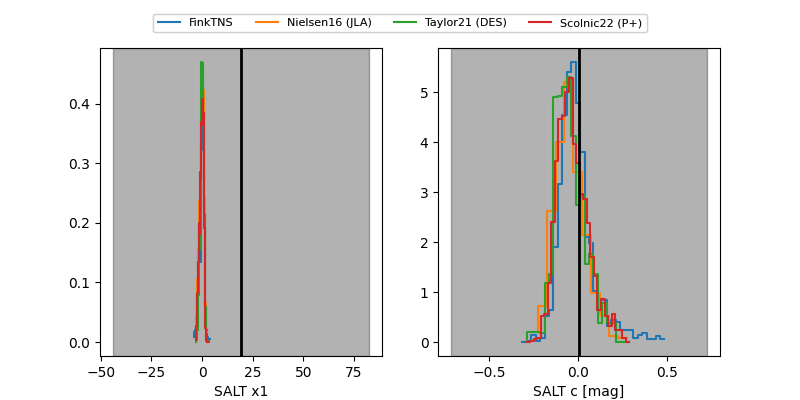 FinkTNS Nielsen16 (JLA) Taylor21 (DES) Scolnic22 (P+)
0.4
0.3
0.2
0.1
0.0
−50 −25 0 25 50 75
SALT x1
5
4
3
2
1
0
−0.5 0.0 0.5
SALT c [mag]